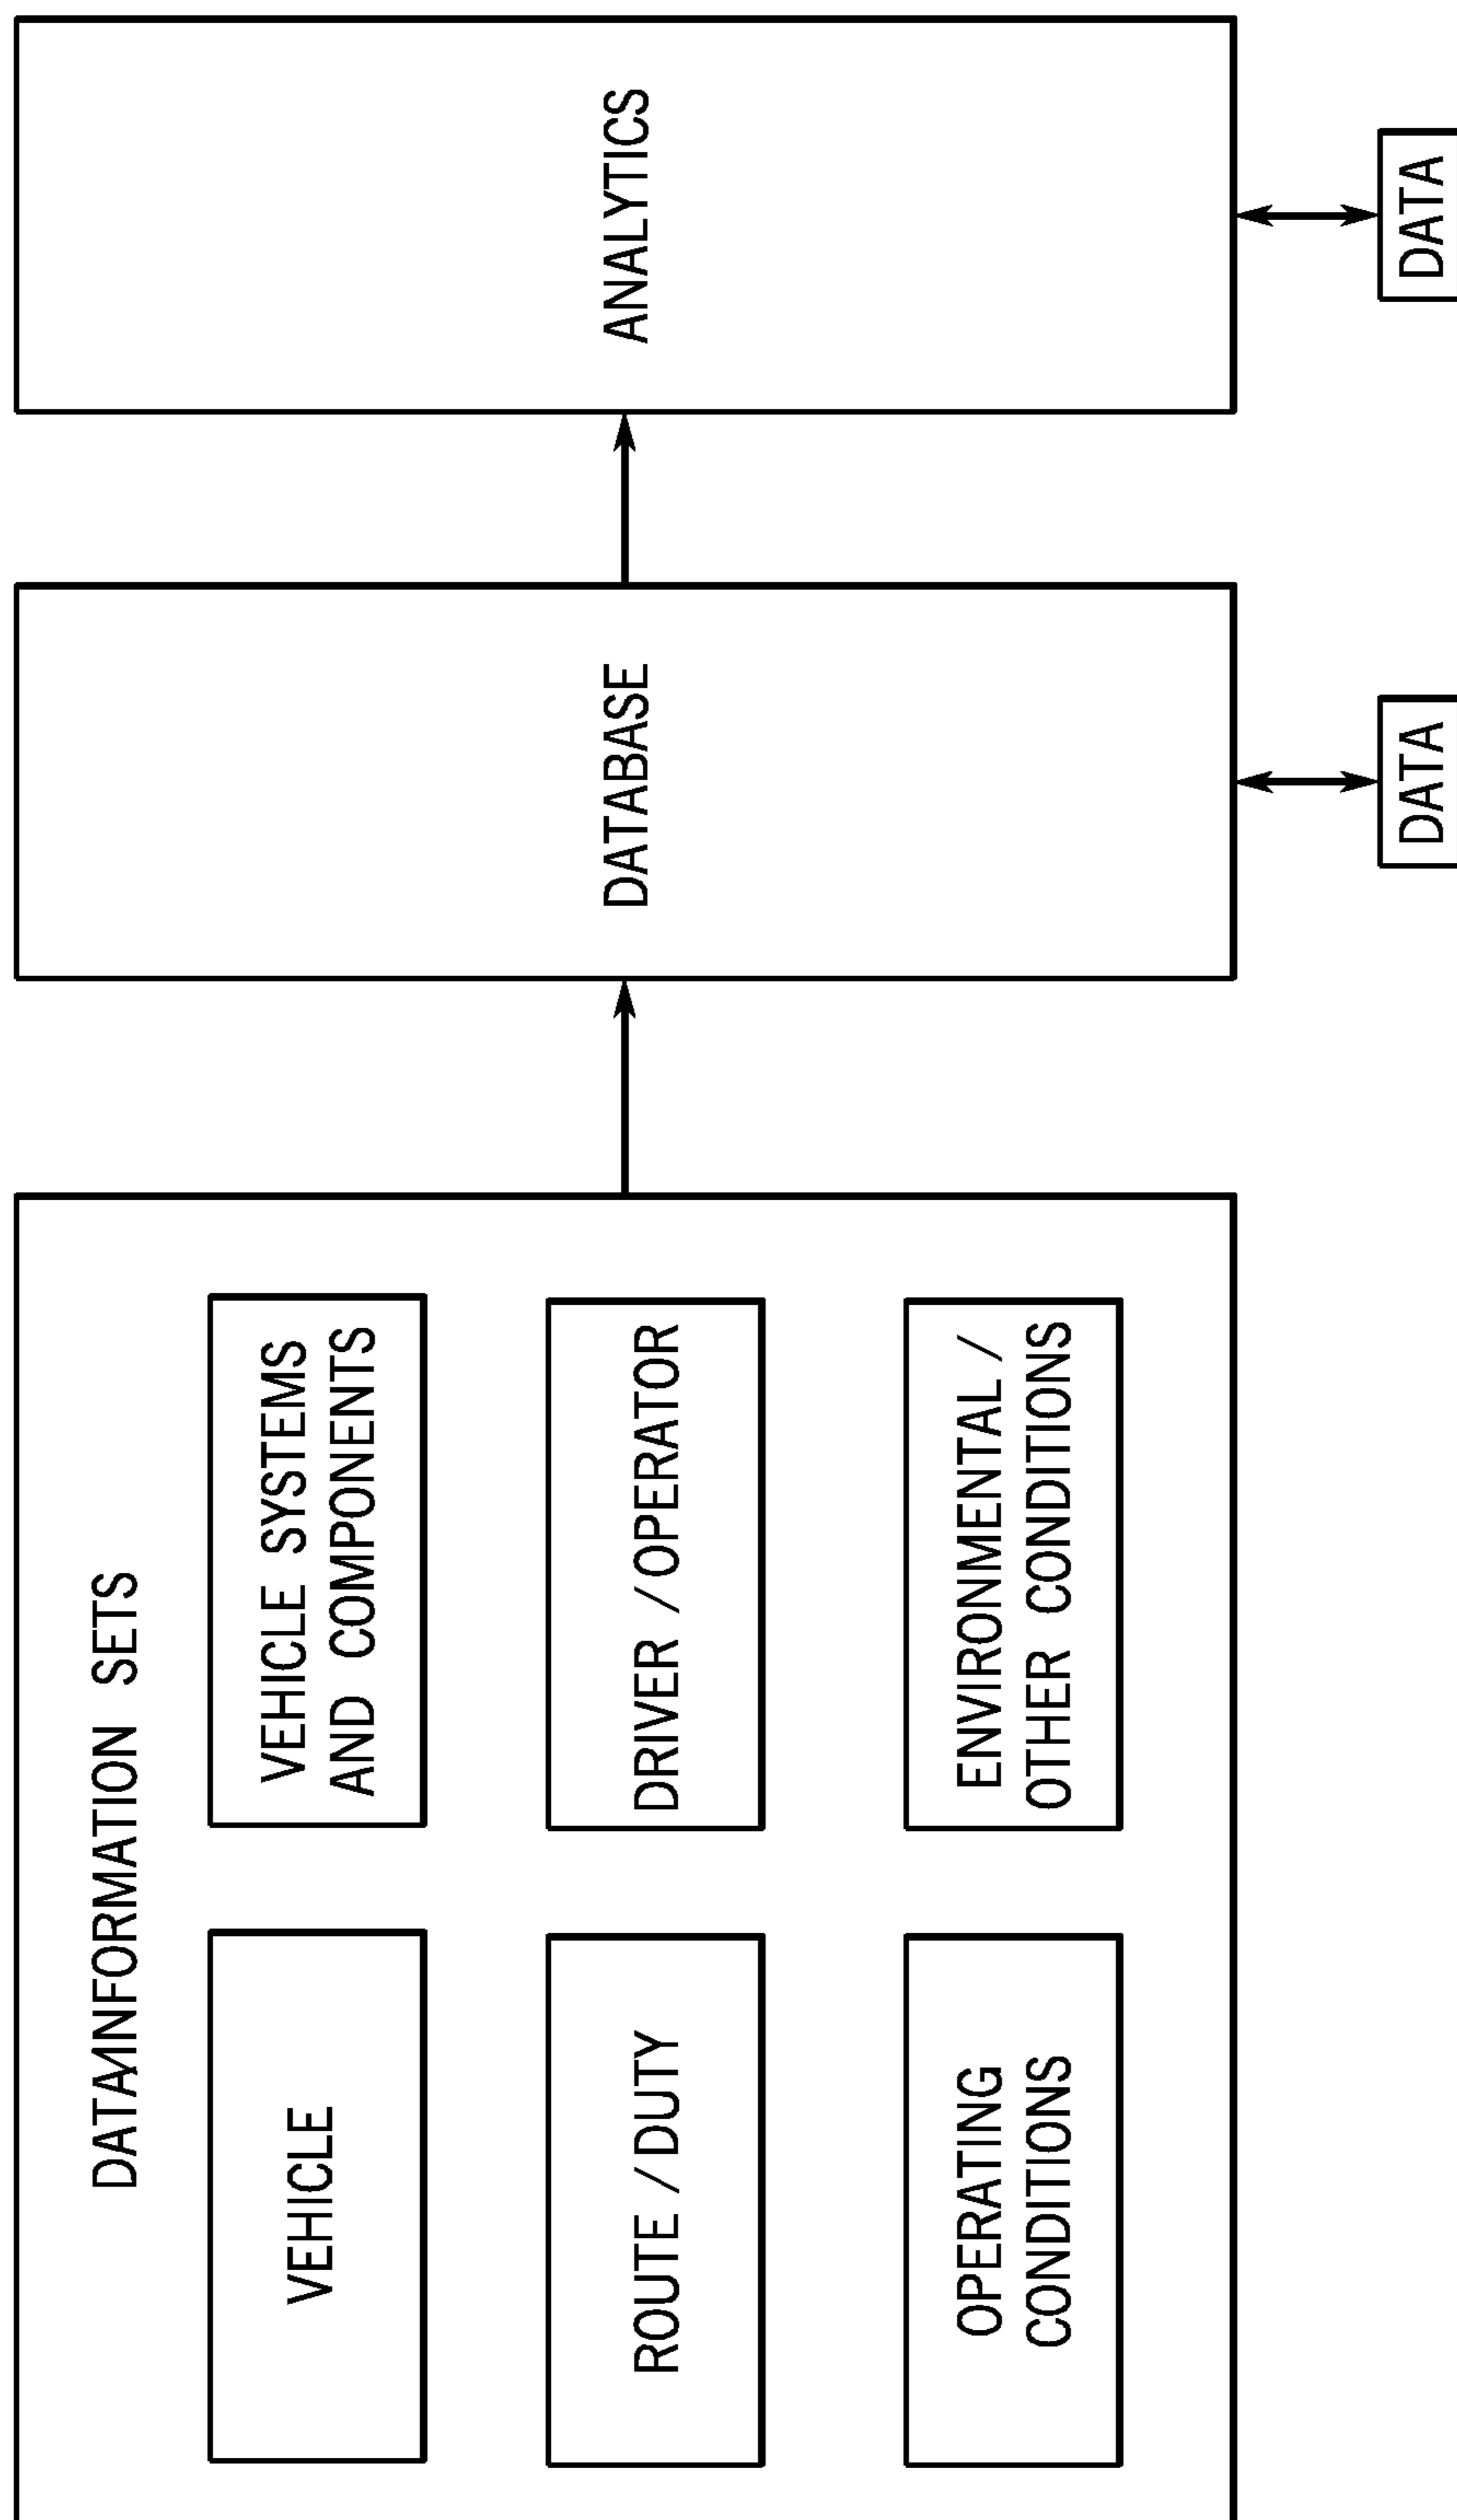 DATA/INFORMATION SETS
VEHICLE
VEHICLE SYSTEMS
AND COMPONENTS
ROUTE/DUTY
DRIVER/OPERATOR
OPERATING
CONDITIONS
ENVIRONMENTAL/
OTHER CONDITIONS
DATABASE
ANALYTICS
DATA
DATA